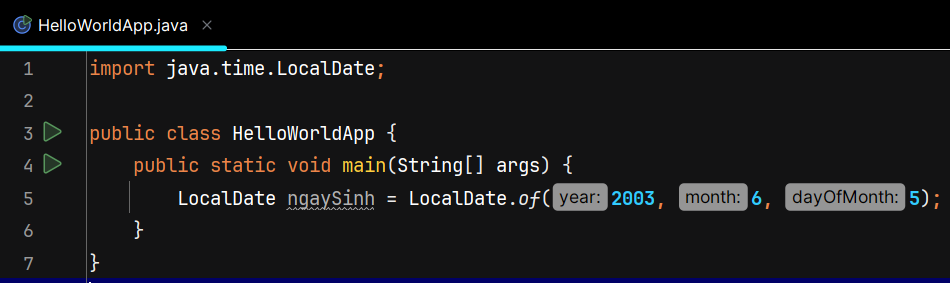 HelloWorldApp.java ×
1 import java.time.LocalDate;
2
3 public class HelloWorldApp {
4 public static void main(String[] args) {
5 LocalDate ngaySinh = LocalDate.of( year: 2003, month: 6, dayOfMonth: 5);
6 }
7 }